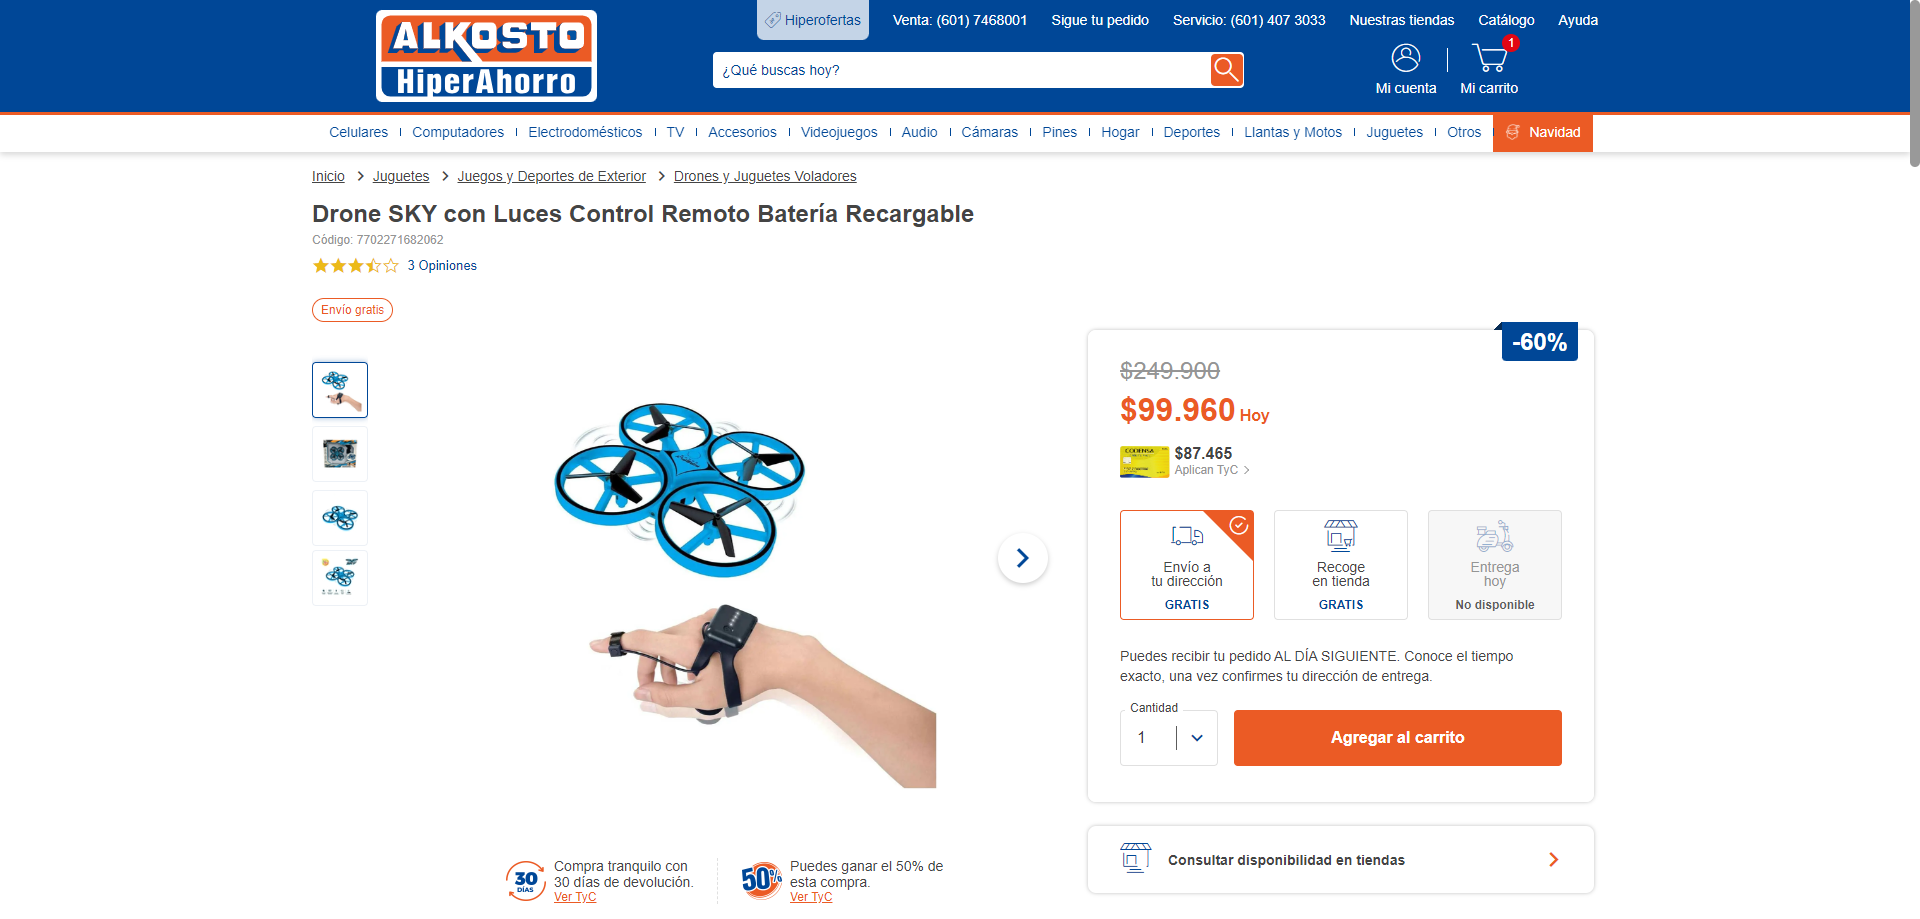 ALKOSTO
HiperAhorro
Hiperofertas
Venta: (601) 7468001
Sigue tu pedido
Servicio: (601) 407 3033
Nuestras tiendas
Catálogo
Ayuda
¿Qué buscas hoy?
1
Mi cuenta
Mi carrito
Celulares
Computadores
Electrodomésticos
TV
Accesorios
Videojuegos
Audio
Cámaras
Pines
Hogar
Deportes
Llantas y Motos
Juguetes
Otros
Navidad
Inicio
Juguetes
Juegos y Deportes de Exterior
Drones y Juguetes Voladores
Drone SKY con Luces Control Remoto Batería Recargable
Código: 7702271682062
3 Opiniones
Envío gratis
-60%
$249.900
$99.960 Hoy
CODENSA
$87.465
Aplican TyC
Envío a
tu dirección
GRATIS
Recoge
en tienda
GRATIS
Entrega
hoy
No disponible
Puedes recibir tu pedido AL DÍA SIGUIENTE. Conoce el tiempo
exacto, una vez confirmes tu dirección de entrega.
Cantidad
1
Agregar al carrito
Consultar disponibilidad en tiendas
30
DÍAS
Compra tranquilo con
30 días de devolución.
Ver TyC
50%
Puedes ganar el 50% de
esta compra.
Ver TyC